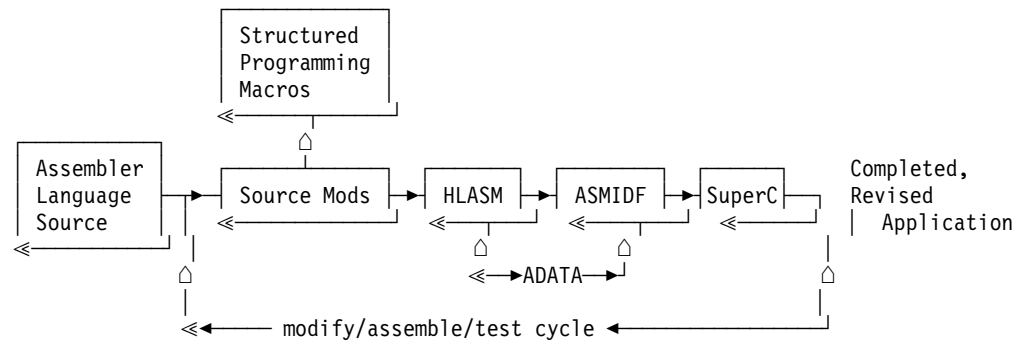 Structured
Programming
Macros
Assembler
Language
Source
Source Mods
HLASM
ASMIDF
SuperC
Completed,
Revised
Application
ADATA
modify/assemble/test cycle